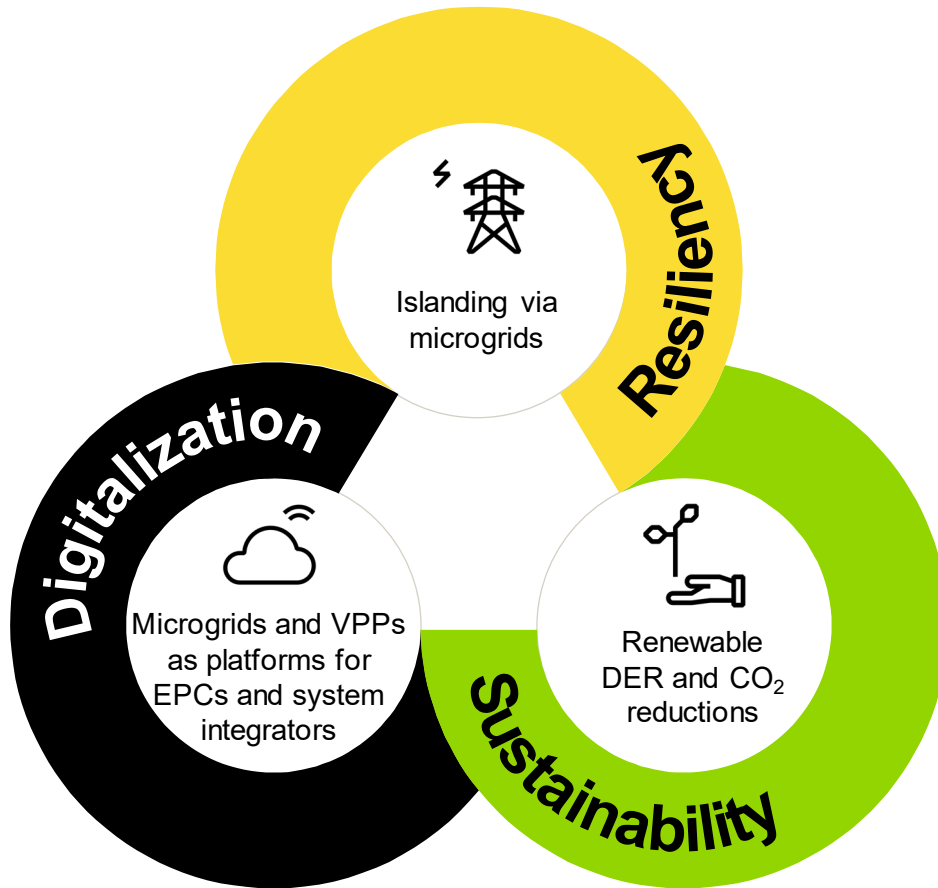 Resiliency
Islanding via
microgrids
Digitalization
Microgrids and VPPs
as platforms for
EPCs and system
integrators
Renewable
DER and CO₂
reductions
Sustainability